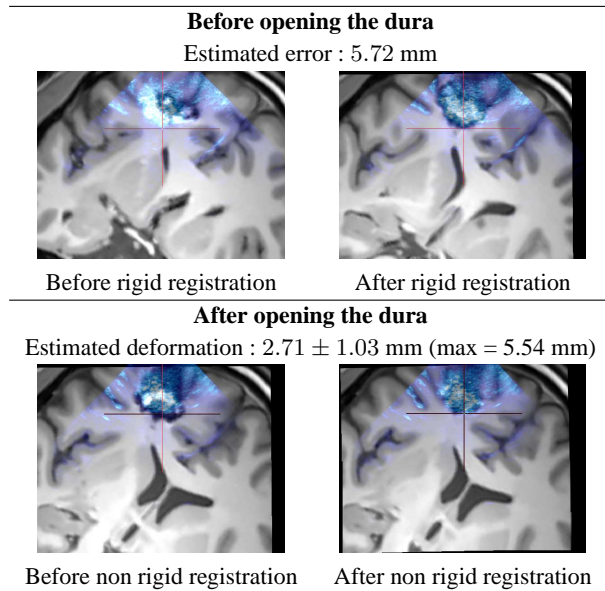 Before opening the dura
Estimated error : 5.72 mm
Before rigid registration After rigid registration
After opening the dura
Estimated deformation : 2.71 ± 1.03 mm (max = 5.54 mm)
Before non rigid registration After non rigid registration